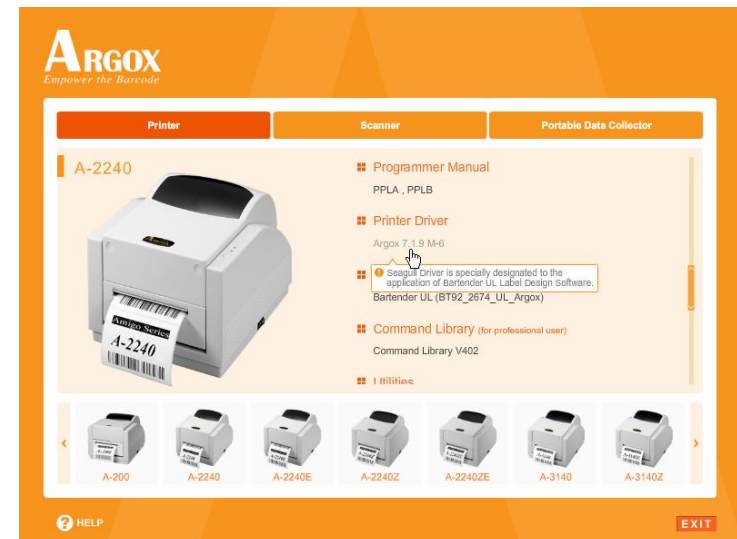 ARGOX
Empower the Barcode
Printer
Scanner
Portable Data Collector
A-2240
Programmer Manual
PPLA , PPLB
Printer Driver
Argox 7.1.9 M-6
Seagull Driver is specially designated to the
application of Bartender UL Label Design Software.
Bartender UL (BT92_2674_UL_Argox)
Command Library (for professional user)
Command Library V402
Utilities
Argox
Amigo Series
A-2240
A-200
A-2240
A-2240E
A-2240Z
A-2240ZE
A-3140
A-3140Z
HELP
EXIT